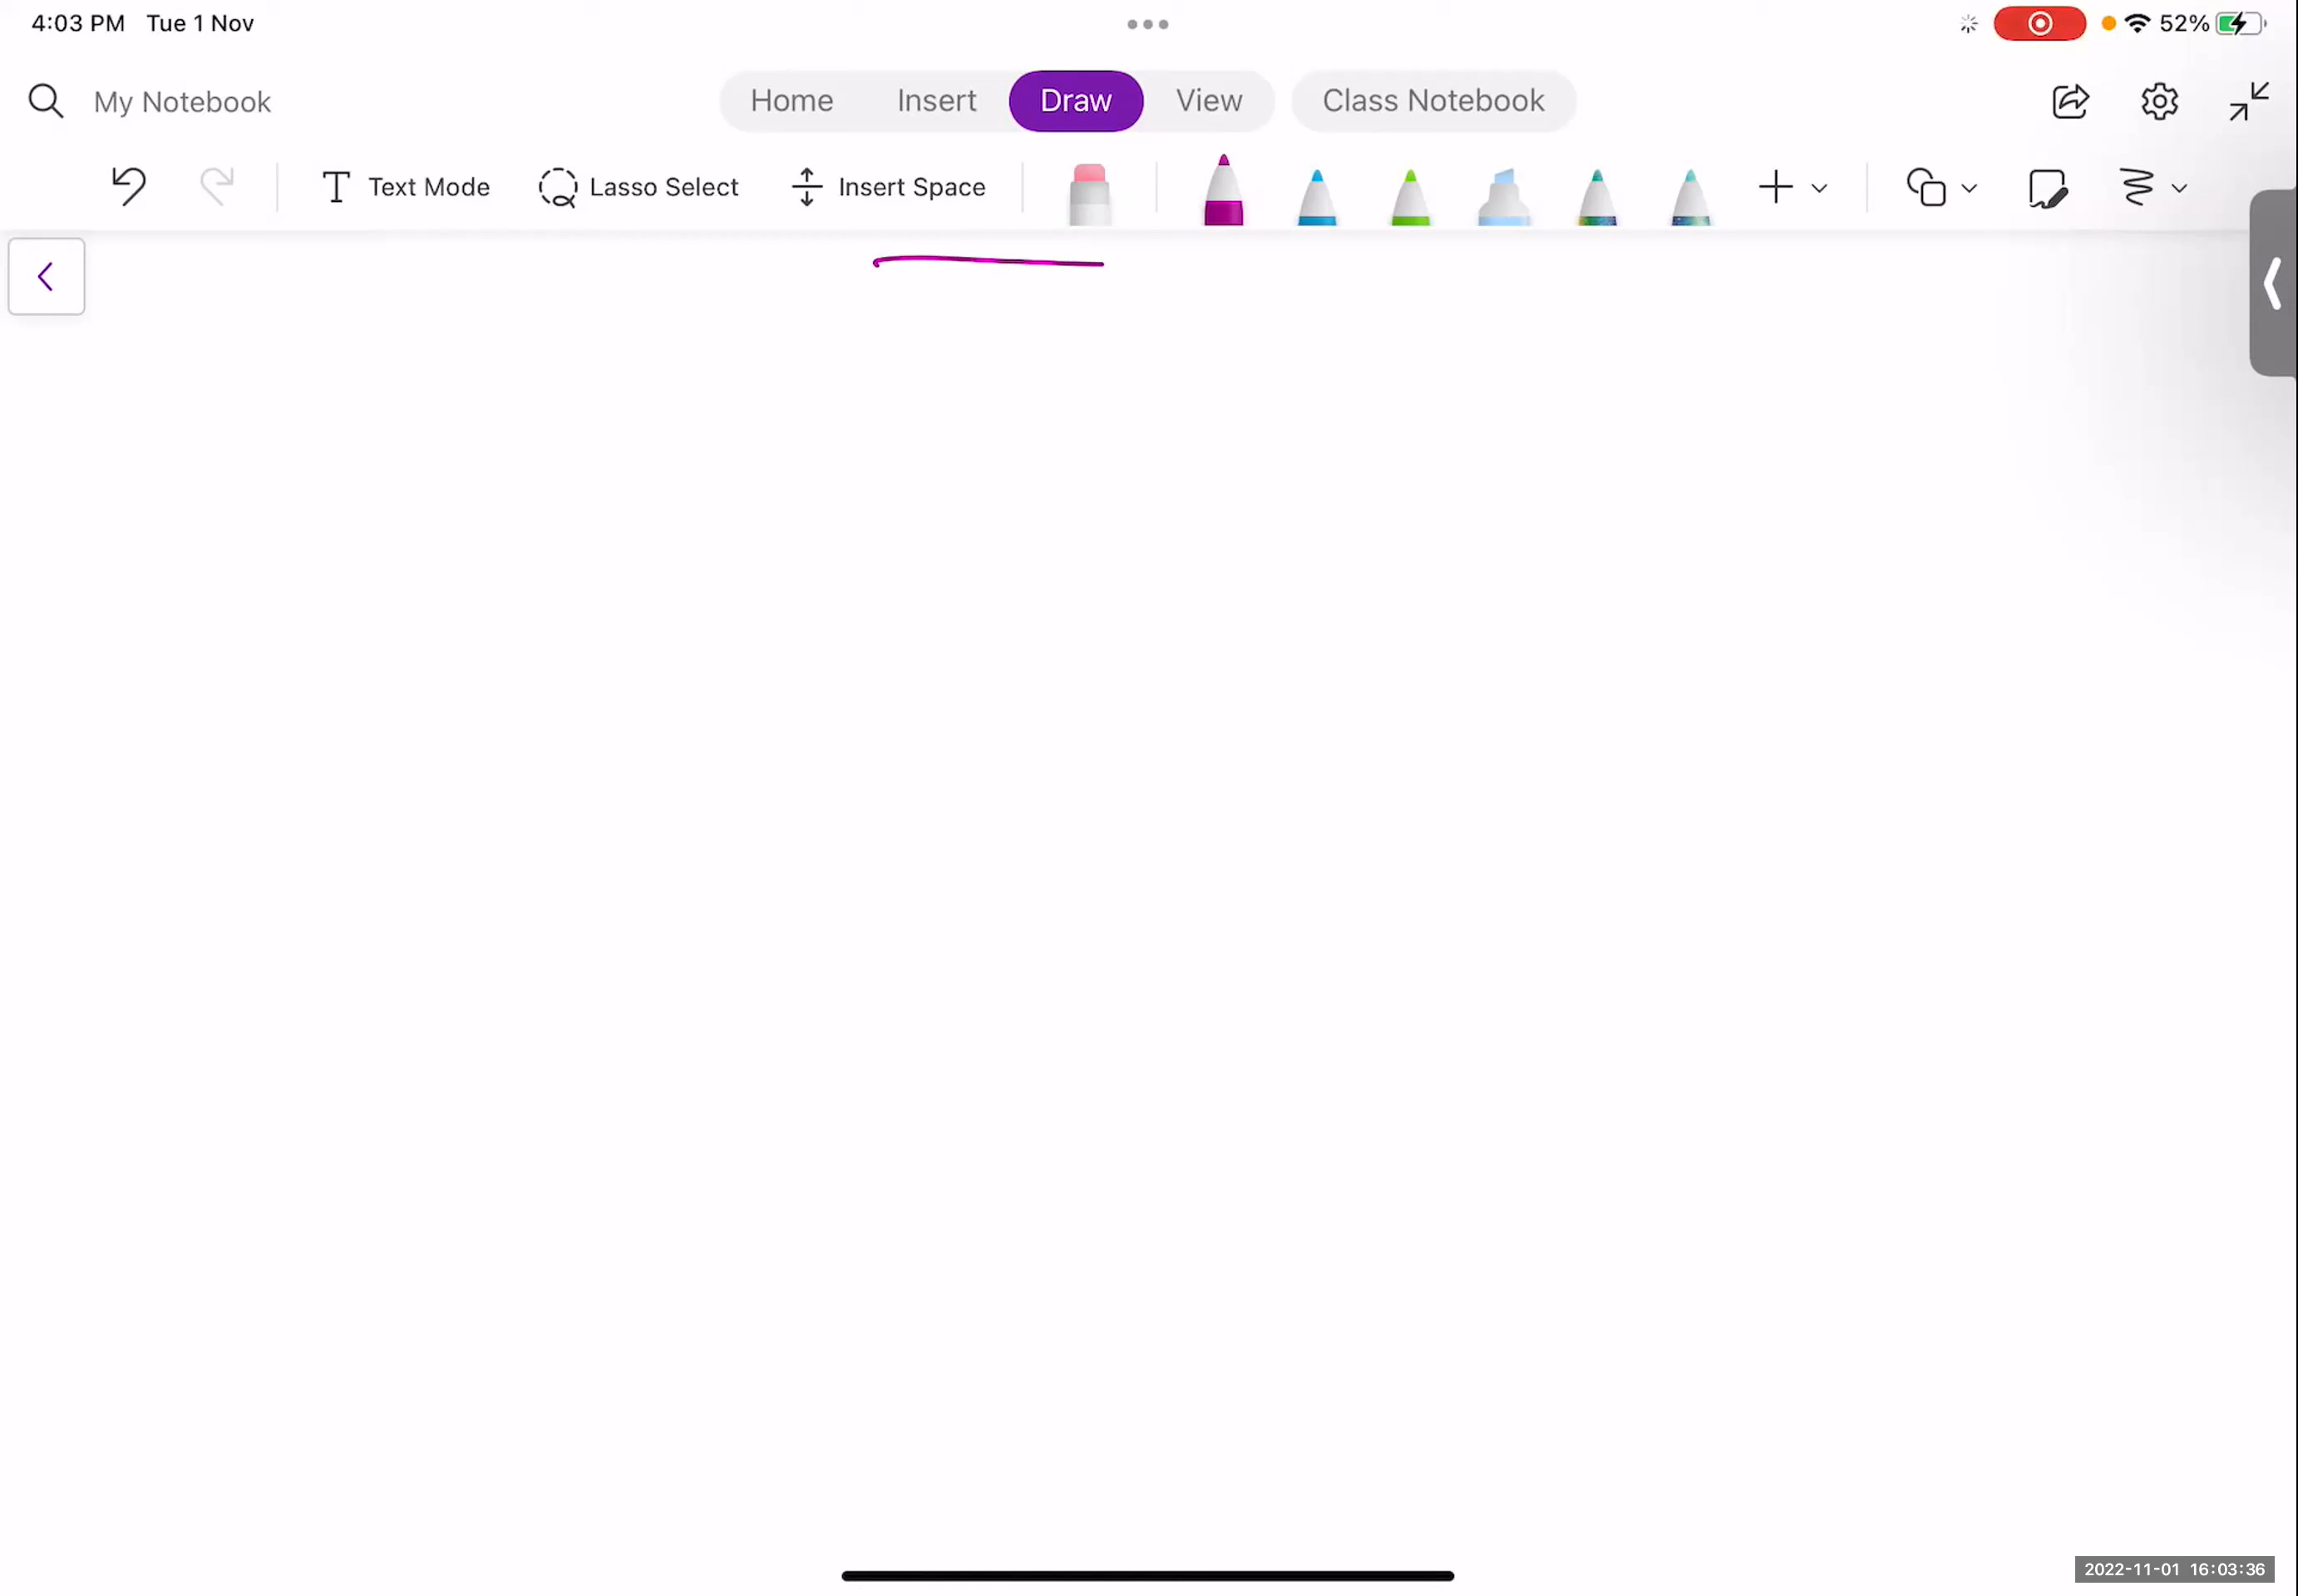 4:03 PM Tue 1 Nov 52%
My Notebook Home Insert Draw View Class Notebook
Text Mode Lasso Select Insert Space
2022-11-01 16:03:36